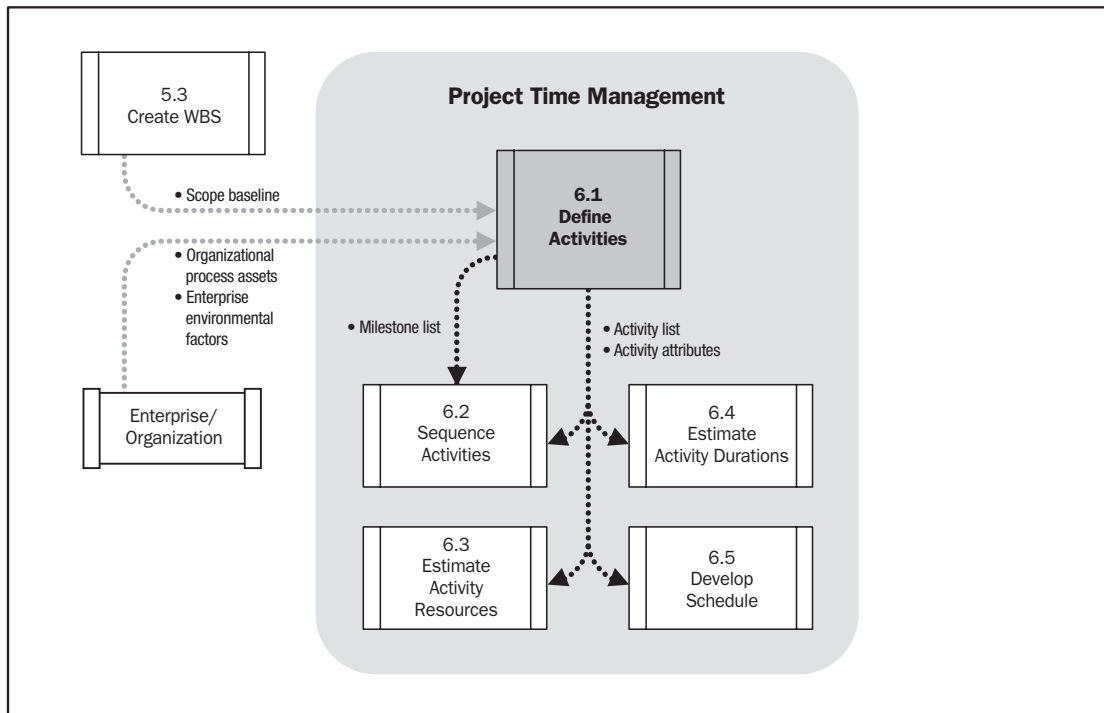 5.3
Create WBS
Project Time Management
• Scope baseline
6.1
Define
Activities
• Organizational
process assets
• Enterprise
environmental
factors
• Milestone list
• Activity list
• Activity attributes
Enterprise/
Organization
6.2
Sequence
Activities
6.4
Estimate
Activity Durations
6.3
Estimate
Activity
Resources
6.5
Develop
Schedule